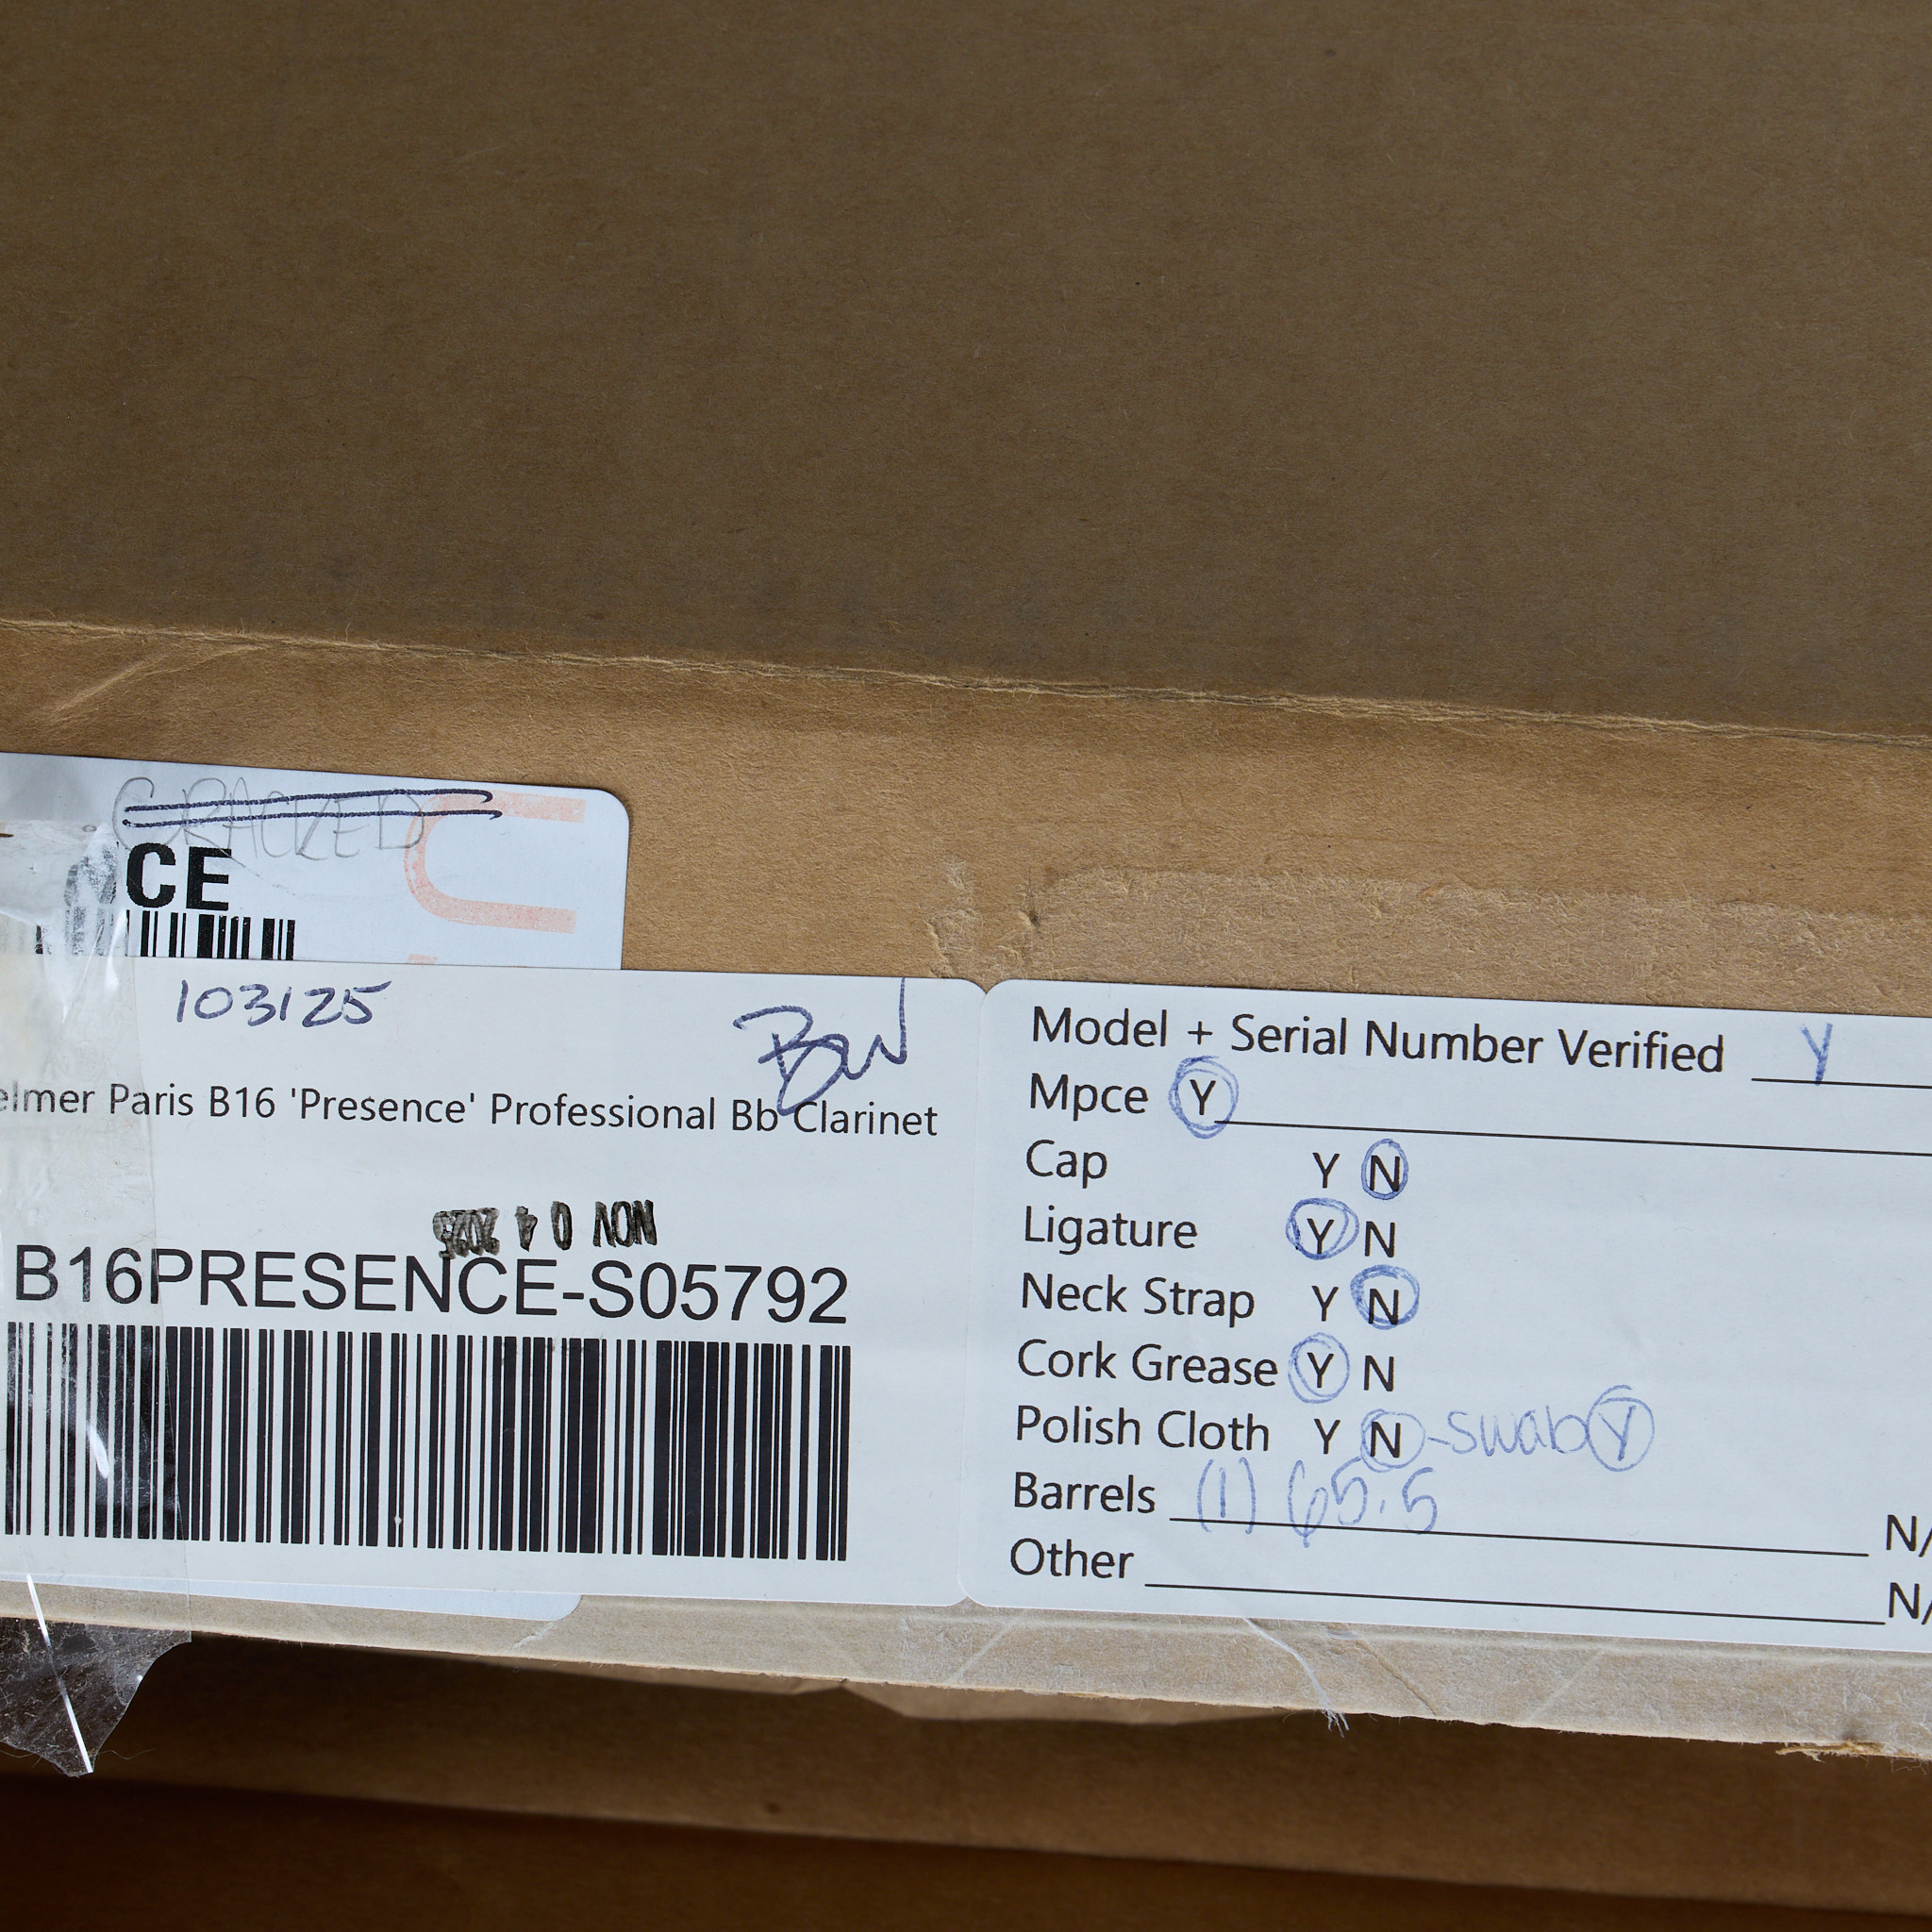 CRACKED
CE
103125
BW
elmer Paris B16 'Presence' Professional Bb Clarinet
NOV 04 2025
B16PRESENCE-S05792
Model + Serial Number Verified Y
Mpce Y
Cap Y N
Ligature Y N
Neck Strap Y N
Cork Grease Y N
Polish Cloth Y N -swab Y
Barrels (1) 65.5 N/
Other N/